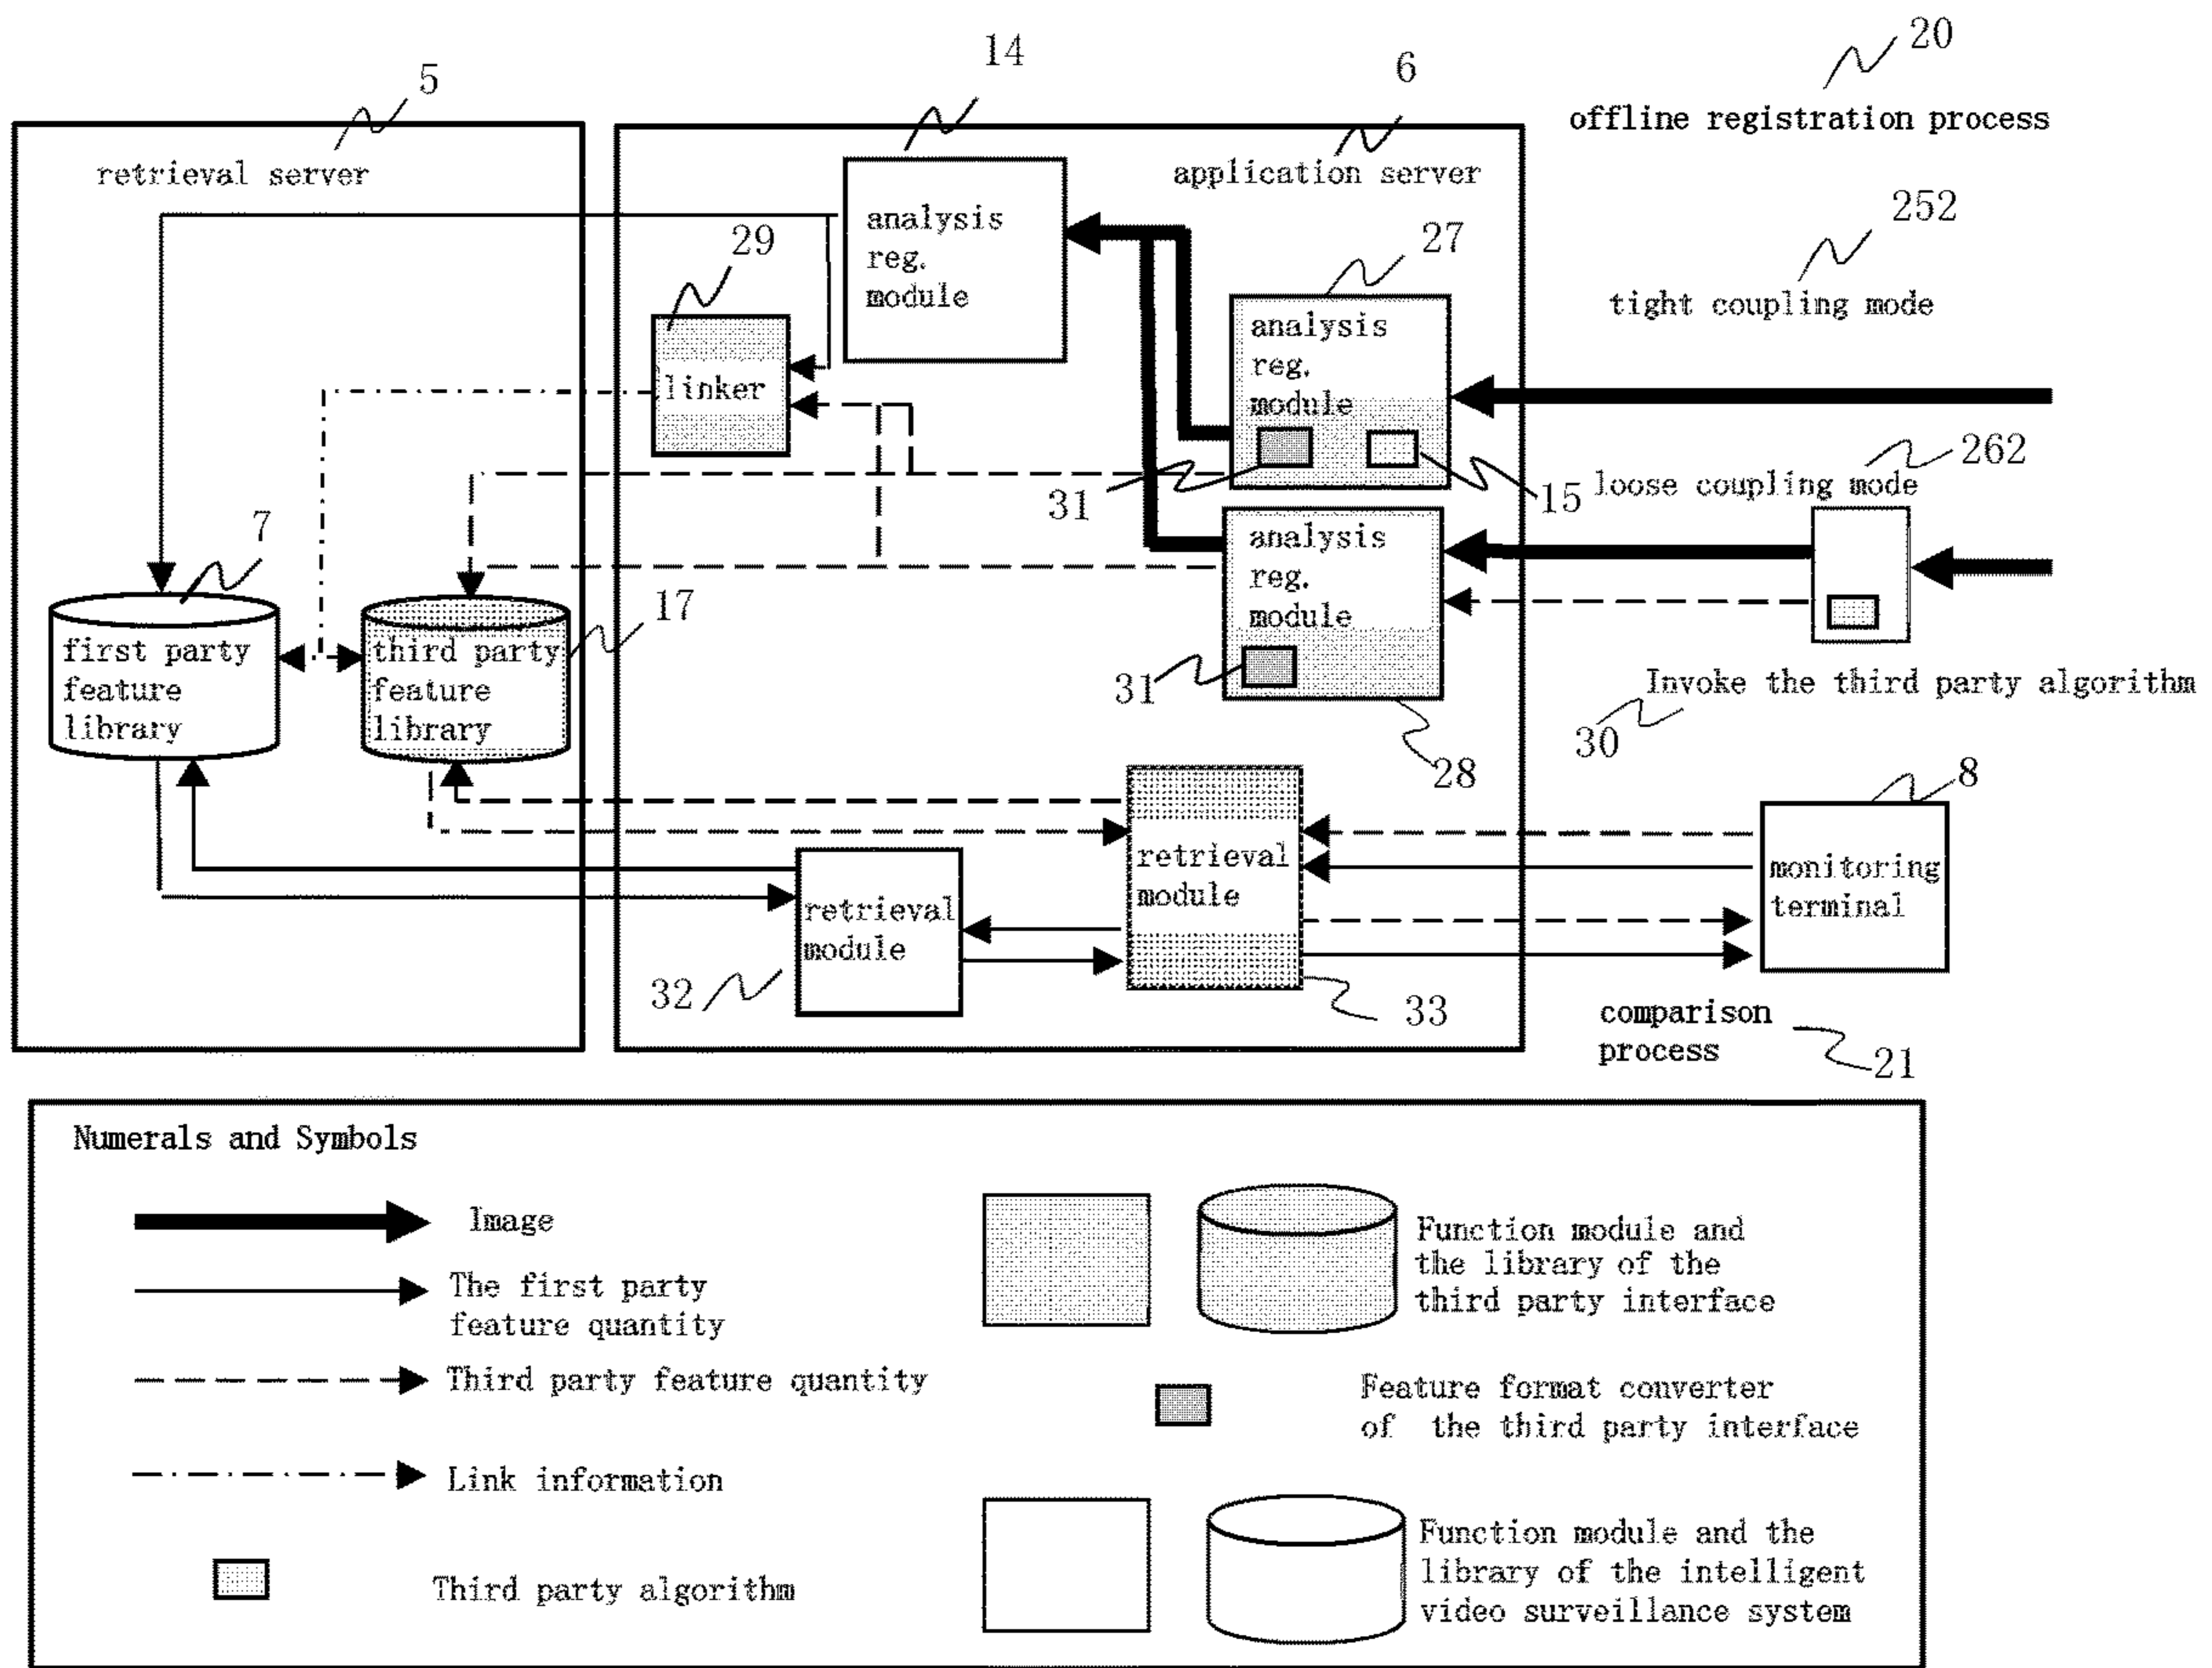 20
offline registration process
5
14
6
retrieval server
application server
252
tight coupling mode
29
27
analysis
reg.
module
analysis
reg.
module
linker
262
31
15
loose coupling mode
7
17
analysis
reg.
module
31
first party
feature
library
third party
feature
library
Invoke the third party algorithm
30
28
8
retrieval
module
monitoring
terminal
retrieval
module
32
33
comparison
process
21
Numerals and Symbols
Image
The first party
feature quantity
Third party feature quantity
Link information
Third party algorithm
Function module and
the library of the
third party interface
Feature format converter
of the third party interface
Function module and the
library of the intelligent
video surveillance system